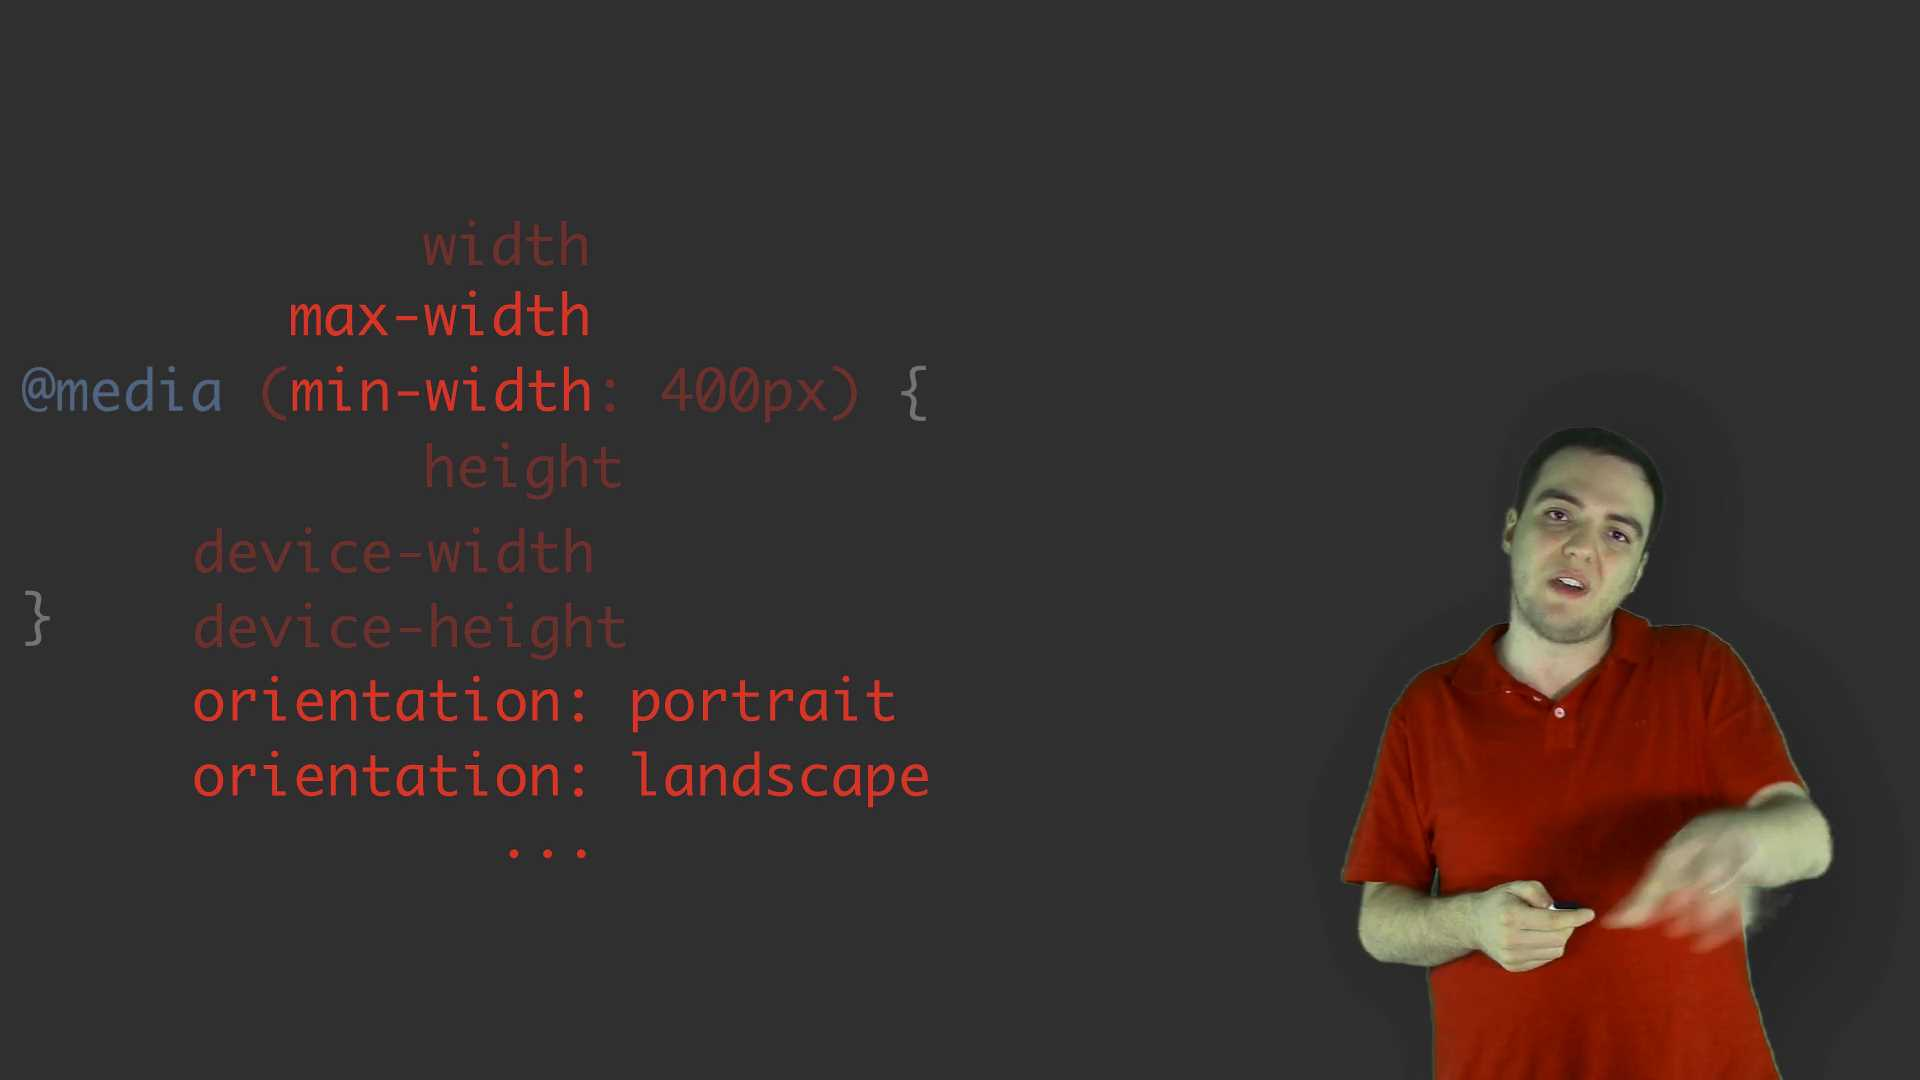 width
max-width
@media (min-width: 400px) {
height
device-width
}
device-height
orientation: portrait
orientation: landscape
...